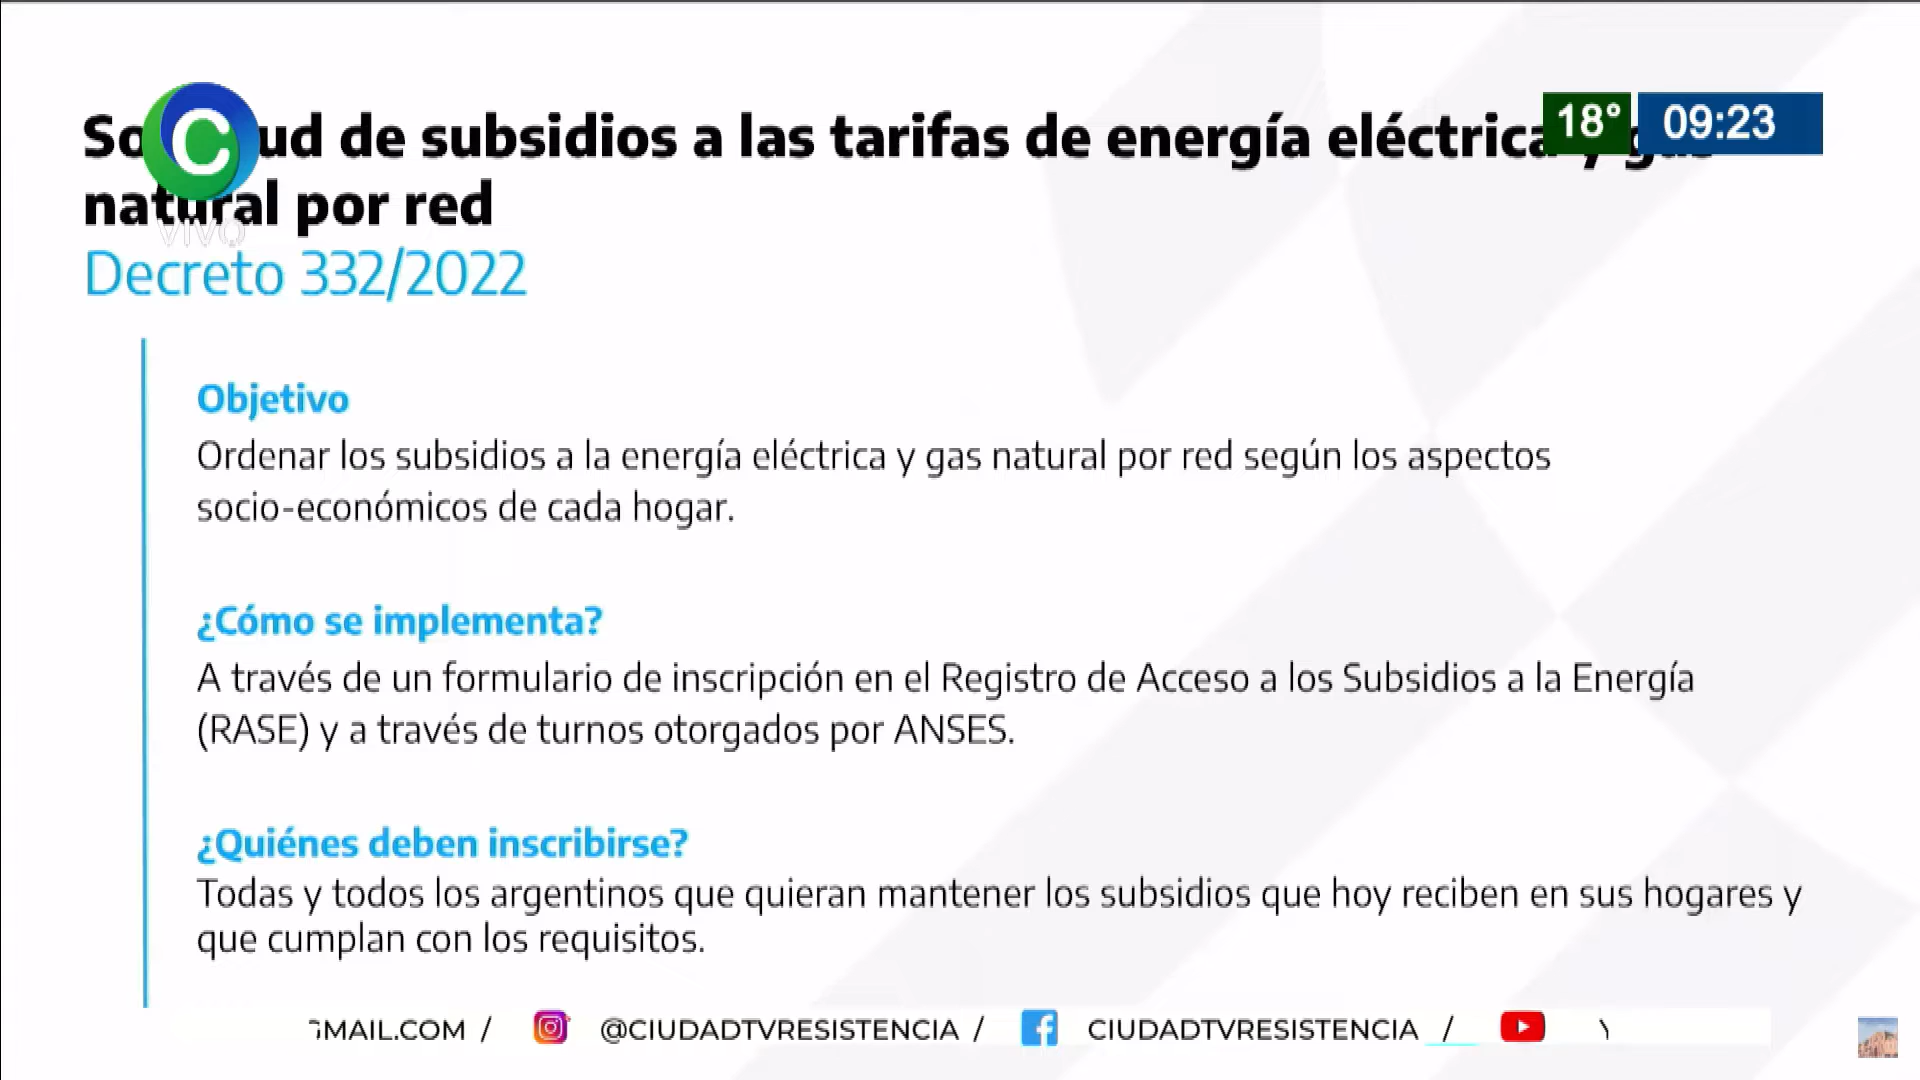 18° 09:23
de subsidios a las tarifas de energía eléctrica
natural por red
VIVO
Decreto 332/2022
Objetivo
Ordenar los subsidios a la energía eléctrica y gas natural por red según los aspectos
socio-económicos de cada hogar.
¿Cómo se implementa?
A través de un formulario de inscripción en el Registro de Acceso a los Subsidios a la Energía
(RASE) y a través de turnos otorgados por ANSES.
¿Quiénes deben inscribirse?
Todas y todos los argentinos que quieran mantener los subsidios que hoy reciben en sus hogares y
que cumplan con los requisitos.
GMAIL.COM / @CIUDADTVRESISTENCIA / CIUDADTVRESISTENCIA /